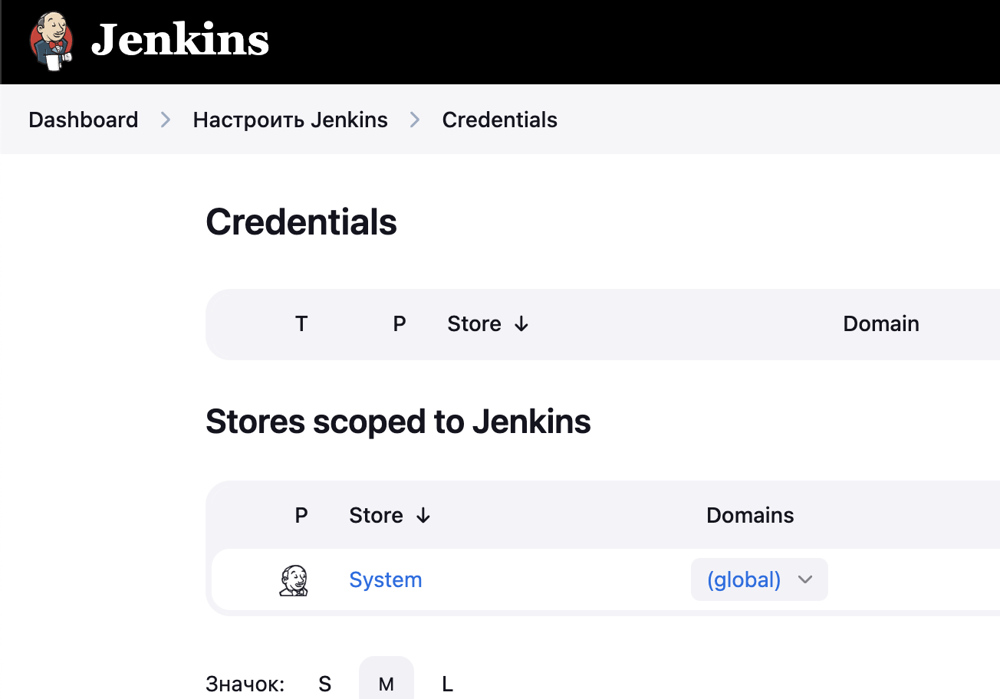 Jenkins
Dashboard > Настроить Jenkins > Credentials
Credentials
T P Store ↓ Domain
Stores scoped to Jenkins
P Store ↓ Domains
System (global)
Значок: S M L